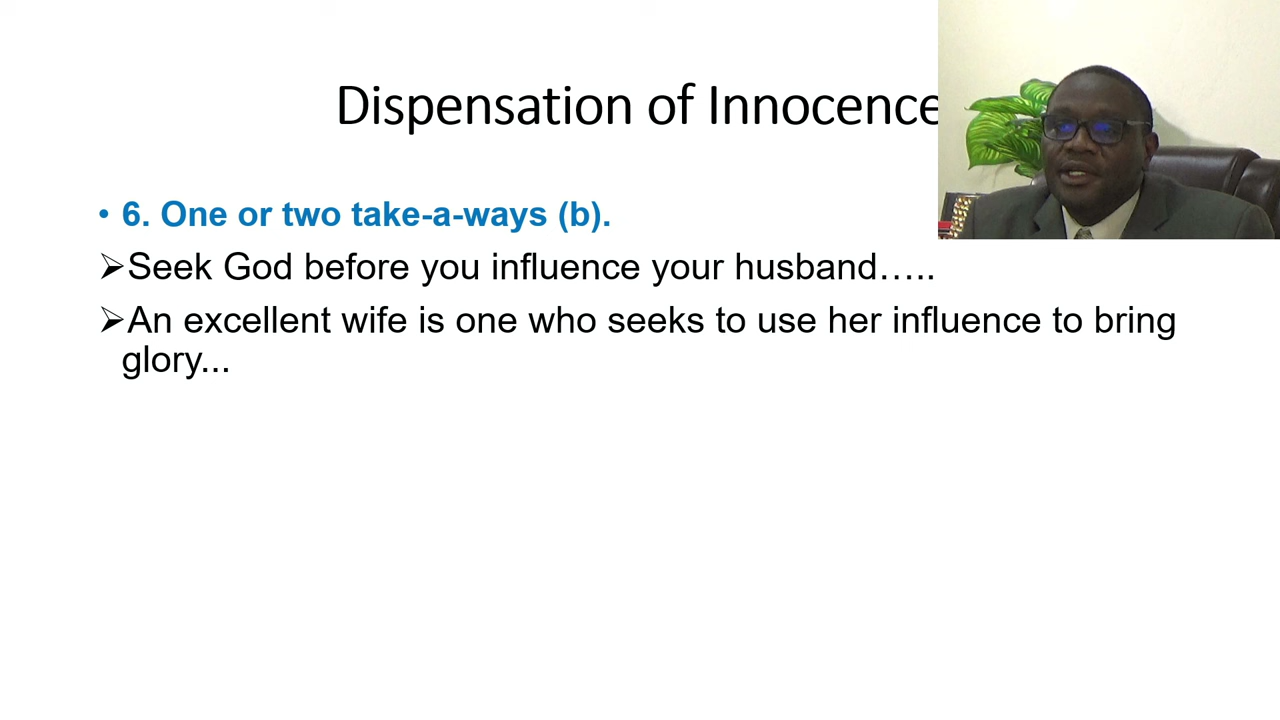 Dispensation of Innocence
• 6. One or two take-a-ways (b).
➢Seek God before you influence your husband…..
➢An excellent wife is one who seeks to use her influence to bring
glory...